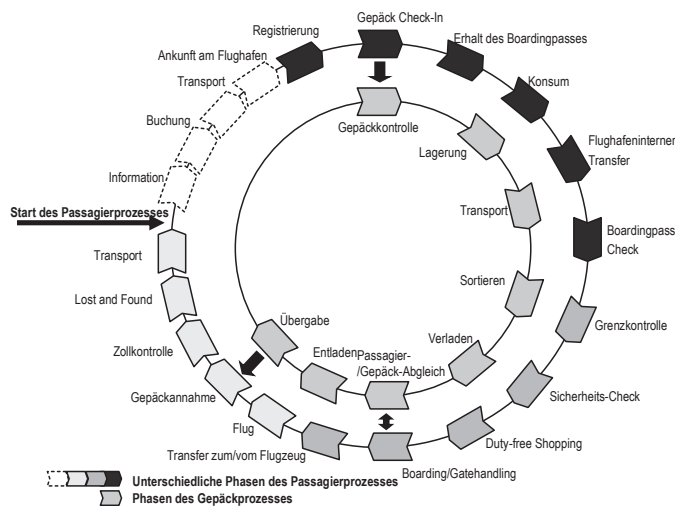 Gepäck Check-In
Registrierung
Erhalt des Boardingpasses
Ankunft am Flughafen
Transport
Konsum
Buchung
Gepäckkontrolle
Flughafeninterner
Transfer
Lagerung
Information
Start des Passagierprozesses
Transport
Boardingpass
Check
Transport
Lost and Found
Sortieren
Übergabe
Grenzkontrolle
Verladen
Zollkontrolle
Entladen
Passagier-
/Gepäck-Abgleich
Gepäckannahme
Sicherheits-Check
Flug
Duty-free Shopping
Transfer zum/vom Flugzeug
Boarding/Gatehandling
Unterschiedliche Phasen des Passagierprozesses
Phasen des Gepäckprozesses